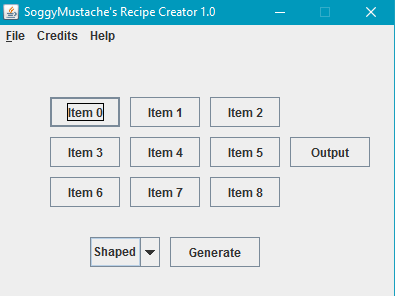 SoggyMustache's Recipe Creator 1.0
File Credits Help
Item 0 Item 1 Item 2
Item 3 Item 4 Item 5 Output
Item 6 Item 7 Item 8
Shaped Generate